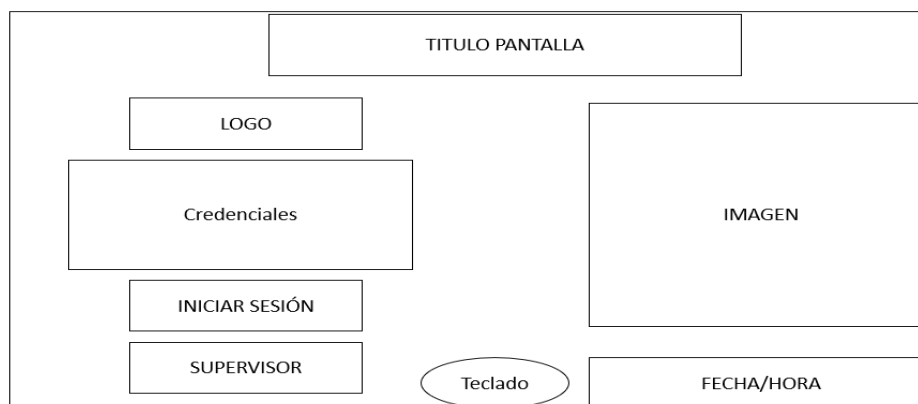 TITULO PANTALLA
LOGO
Credenciales
IMAGEN
INICIAR SESIÓN
SUPERVISOR
Teclado
FECHA/HORA